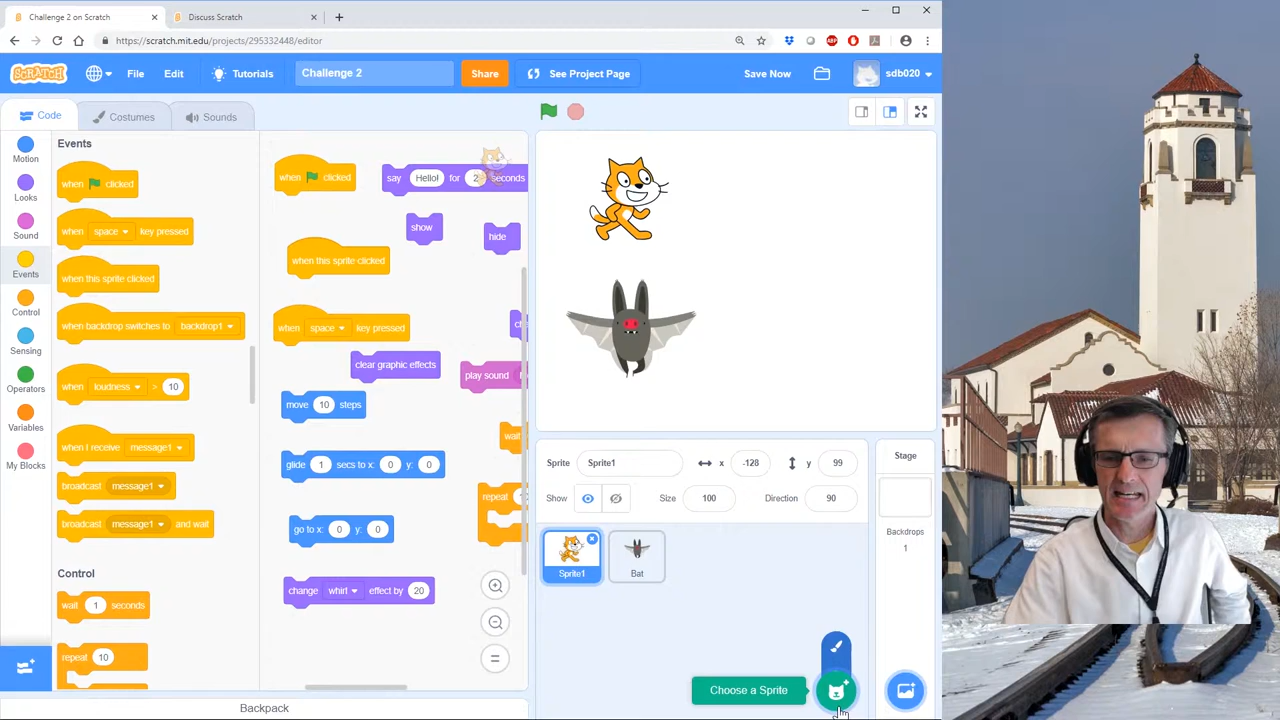 Challenge 2 on Scratch
Discuss Scratch
https://scratch.mit.edu/projects/295332448/editor
SCRATCH
File
Edit
Tutorials
Challenge 2
Share
See Project Page
Save Now
sdb020
Code
Costumes
Sounds
Motion
Looks
Sound
Events
Control
Sensing
Operators
Variables
My Blocks
Events
when clicked
when space key pressed
when this sprite clicked
when backdrop switches to backdrop1
when loudness > 10
when I receive message1
broadcast message1
broadcast message1 and wait
Control
wait 1 seconds
repeat 10
when clicked
say Hello! for 2 seconds
show
hide
when this sprite clicked
when space key pressed
clear graphic effects
play sound
move 10 steps
glide 1 secs to x: 0 y: 0
repeat
go to x: 0 y: 0
change whirl effect by 20
Backpack
Sprite Sprite1 x -128 y 99
Show Size 100 Direction 90
Sprite1
Bat
Choose a Sprite
Stage
Backdrops
1